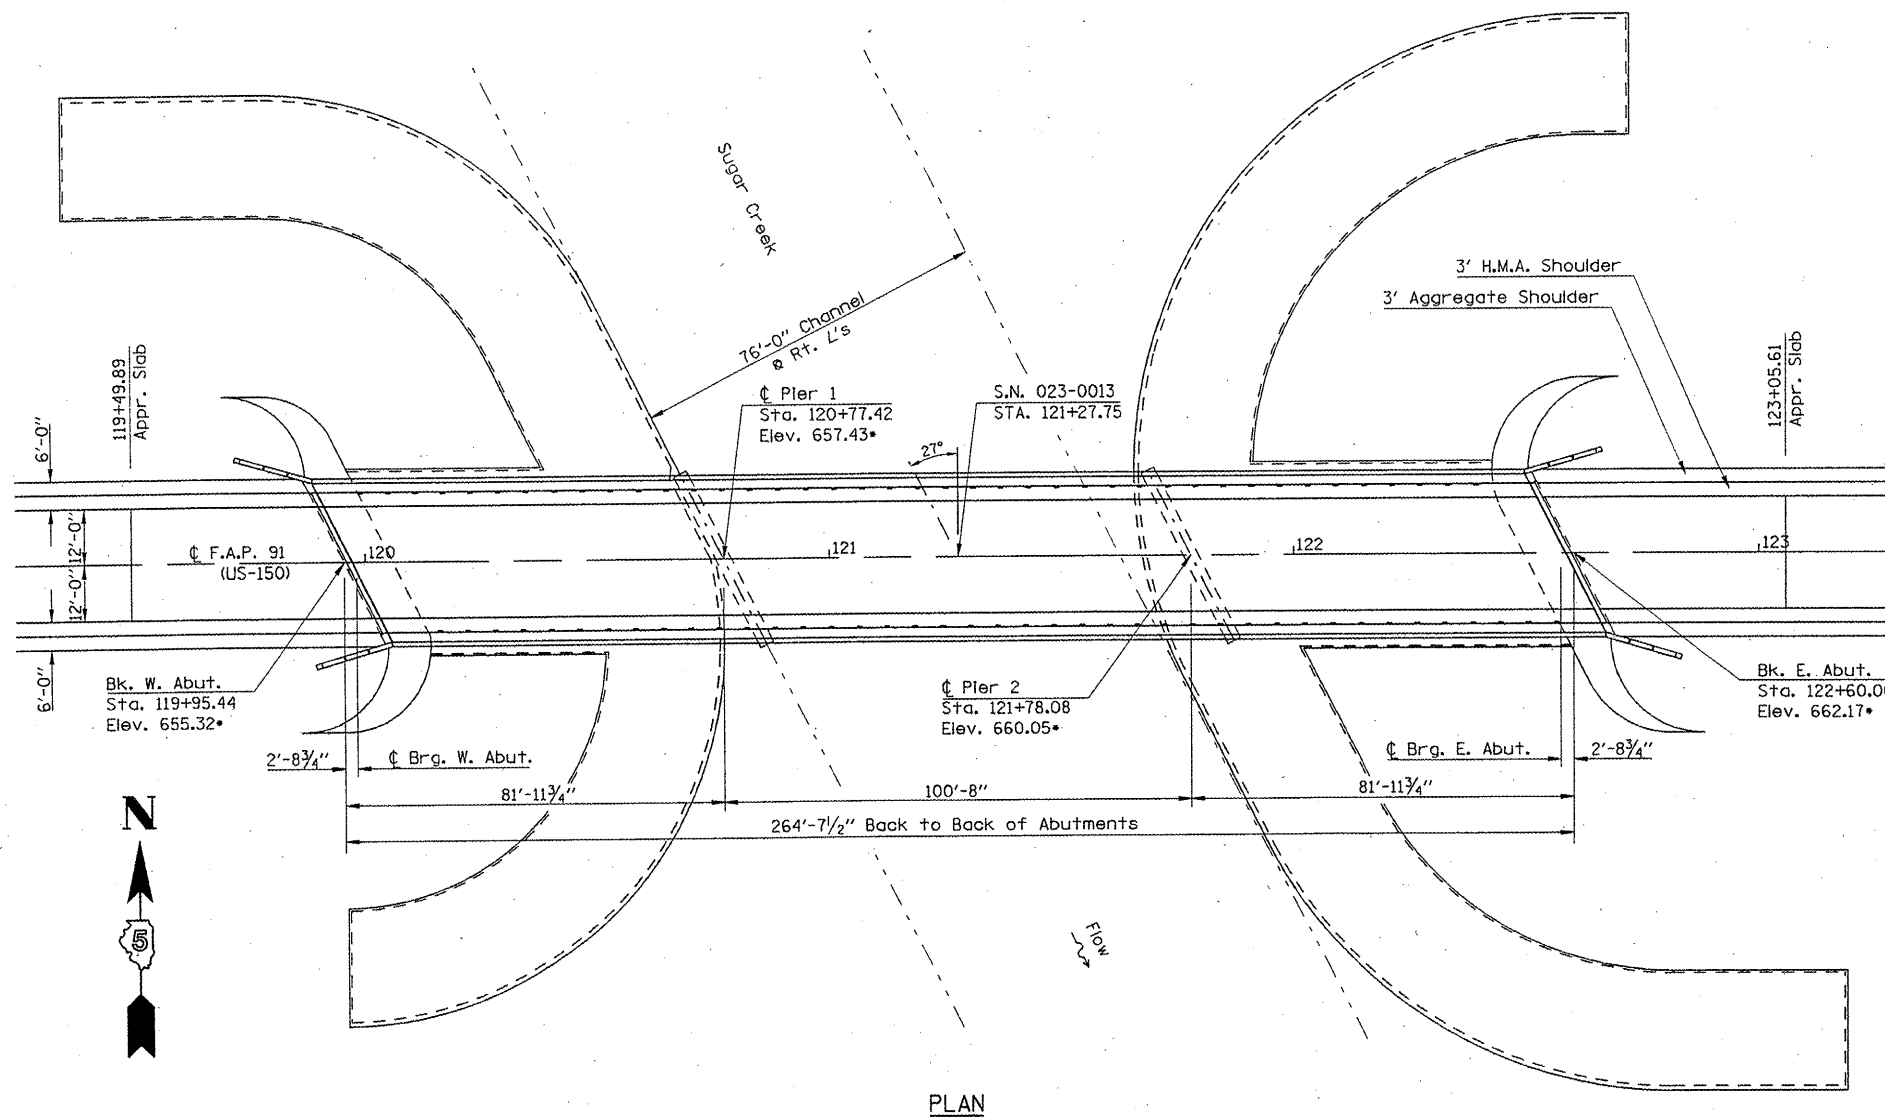 Sugar Creek
76'-0" Channel
@ Rt. L's
3' H.M.A. Shoulder
3' Aggregate Shoulder
119+49.89
Appr. Slab
123+05.61
Appr. Slab
℄ Pier 1
Sta. 120+77.42
Elev. 657.43*
S.N. 023-0013
STA. 121+27.75
27°
6'-0"
12'-0"
12'-0"
6'-0"
℄ F.A.P. 91
(US-150)
120
121
122
123
Bk. W. Abut.
Sta. 119+95.44
Elev. 655.32*
℄ Pier 2
Sta. 121+78.08
Elev. 660.05*
Bk. E. Abut.
Sta. 122+60.0
Elev. 662.17*
2'-8¾"
℄ Brg. W. Abut.
℄ Brg. E. Abut.
2'-8¾"
81'-11¾"
100'-8"
81'-11¾"
264'-7½" Back to Back of Abutments
N
5
Flow
PLAN